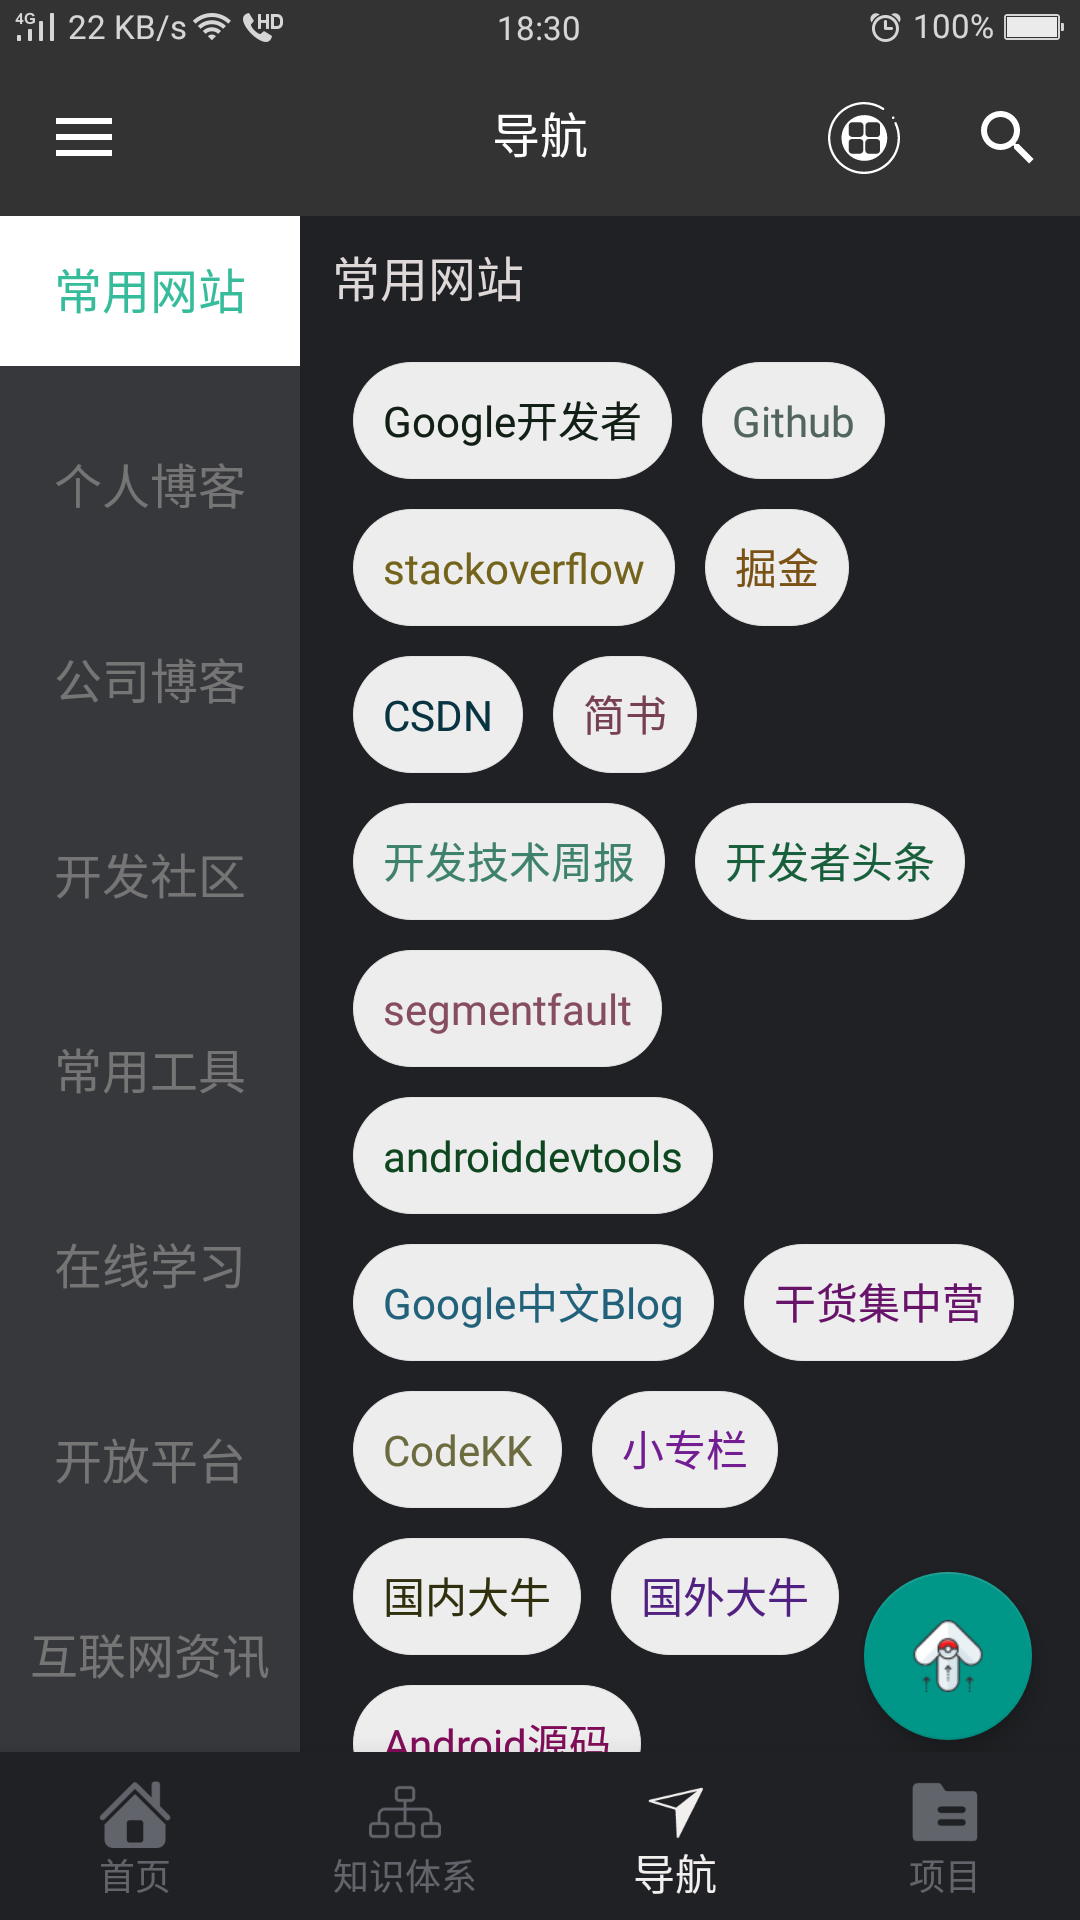 4G 22 KB/s HD 18:30 100%
导航
常用网站
个人博客
公司博客
开发社区
常用工具
在线学习
开放平台
互联网资讯
常用网站
Google开发者 Github
stackoverflow 掘金
CSDN 简书
开发技术周报 开发者头条
segmentfault
androiddevtools
Google中文Blog 干货集中营
CodeKK 小专栏
国内大牛 国外大牛
Android源码
首页 知识体系 导航 项目